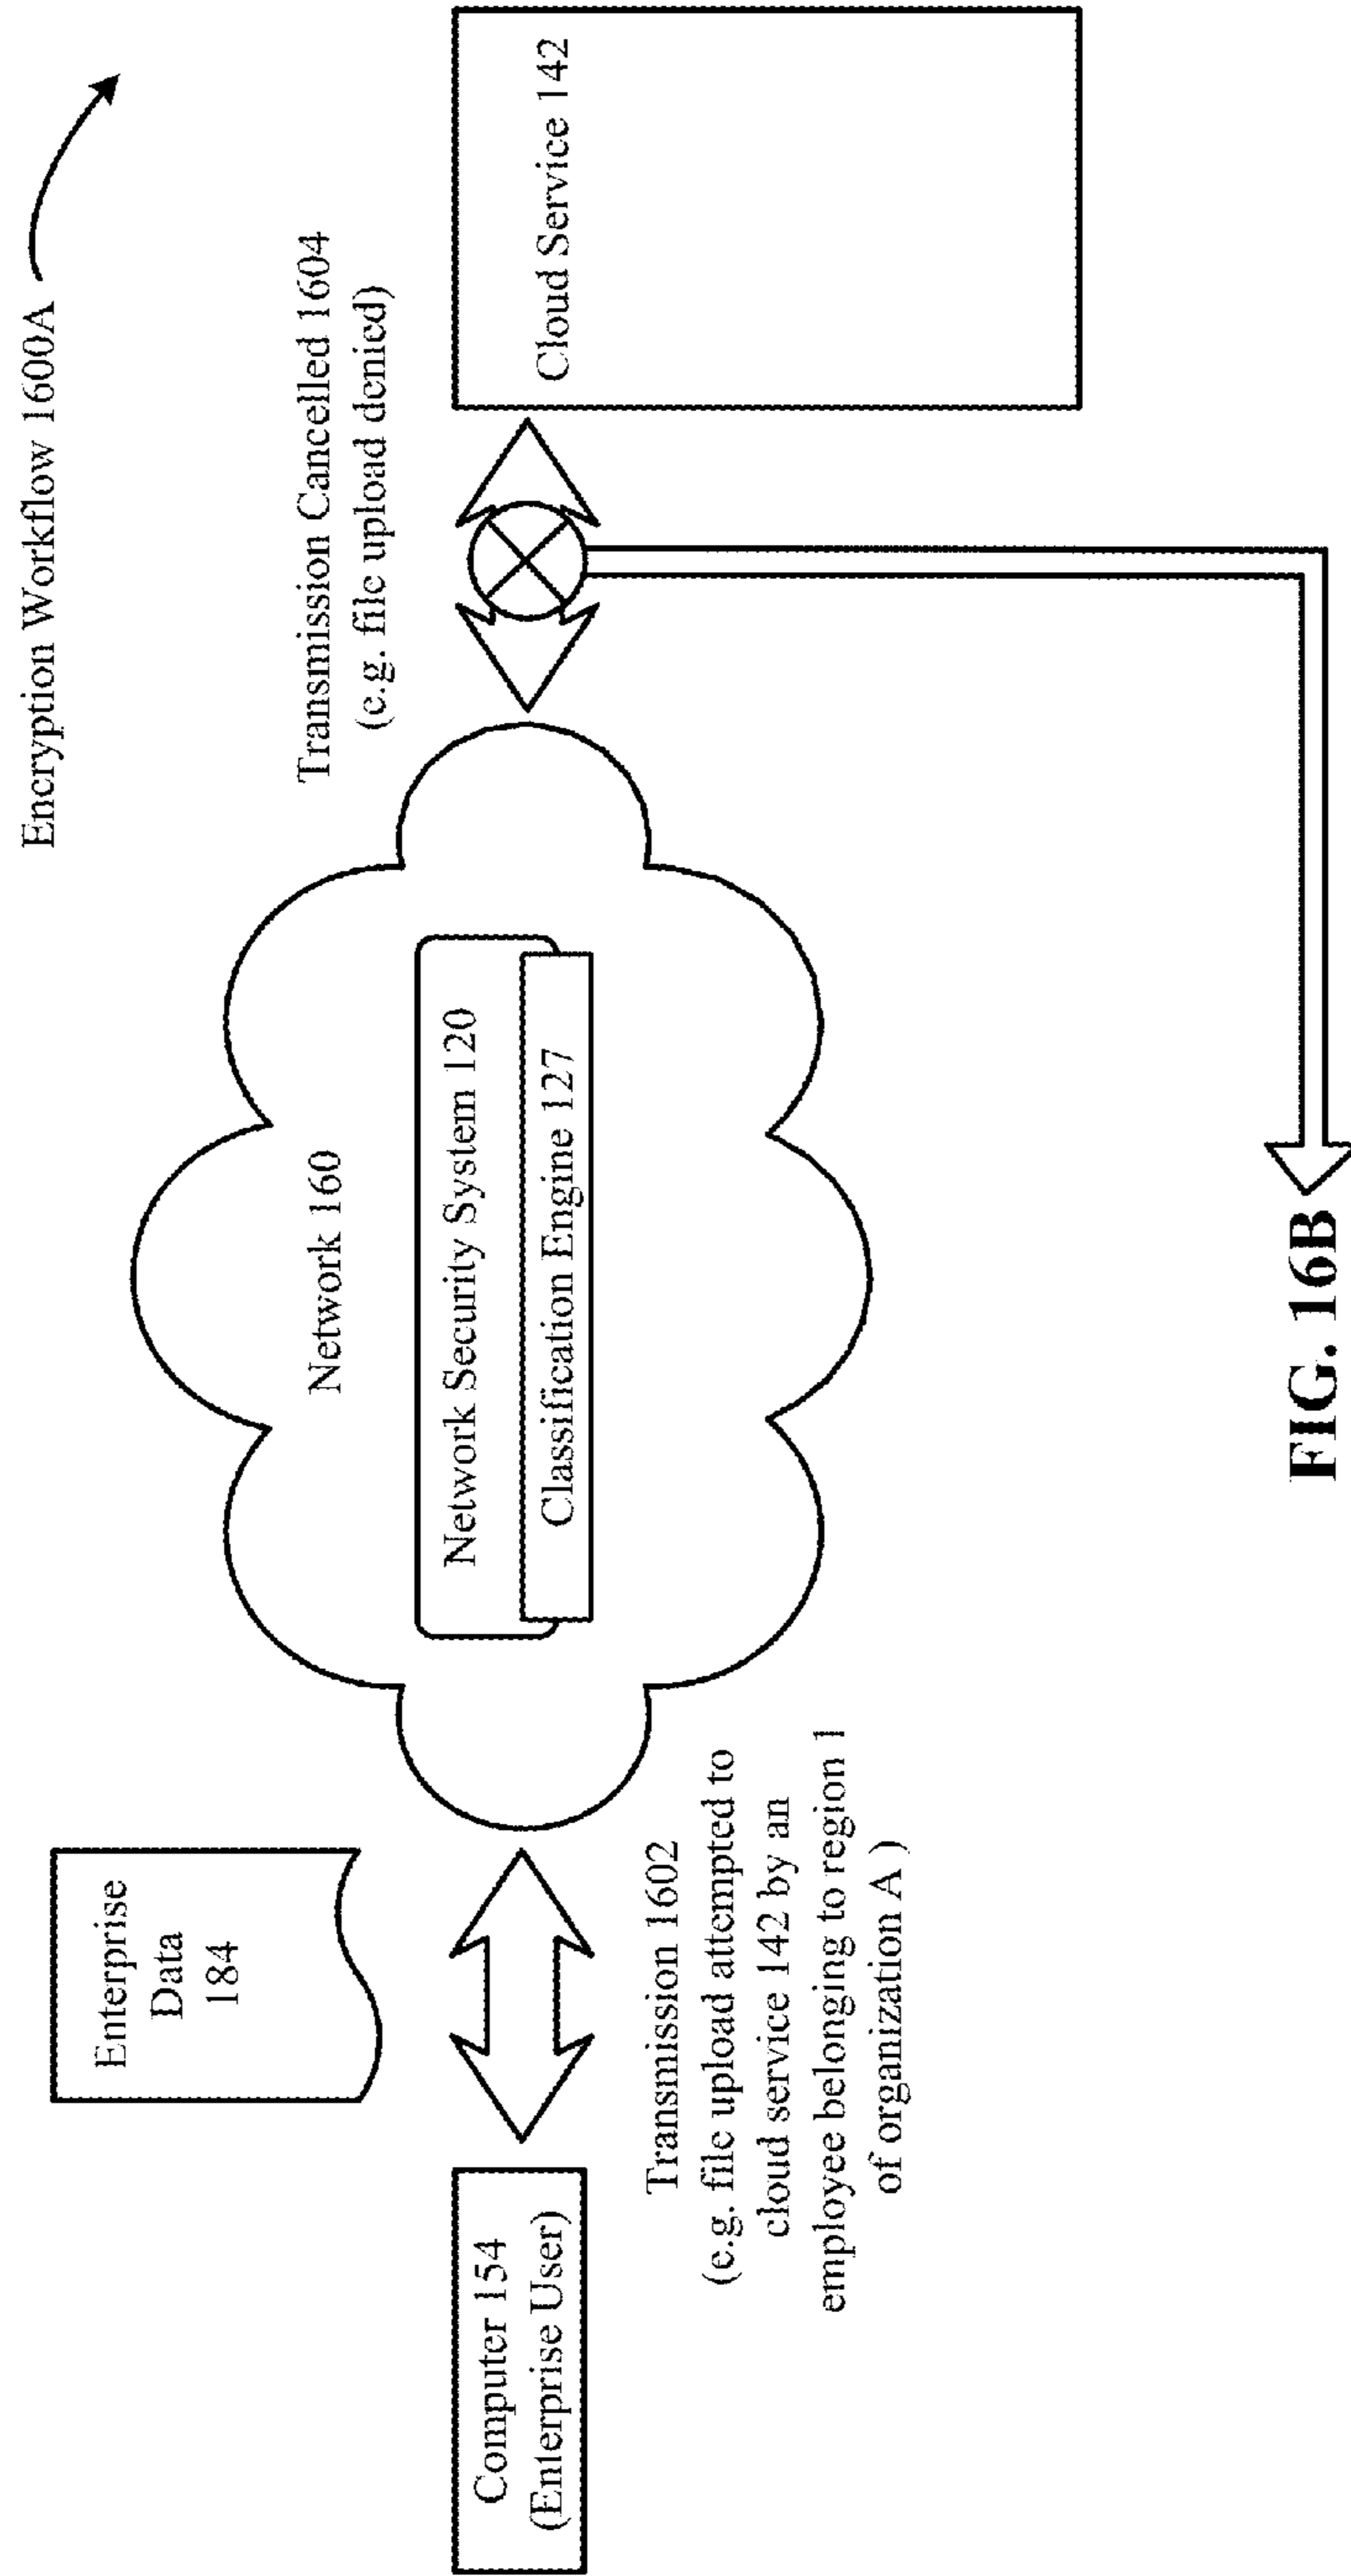 Encryption Workflow 1600A
Enterprise
Data
184
Computer 154
(Enterprise User)
Transmission 1602
(e.g. file upload attempted to
cloud service 142 by an
employee belonging to region 1
of organization A )
Network 160
Network Security System 120
Classification Engine 127
Transmission Cancelled 1604
(e.g. file upload denied)
Cloud Service 142
FIG. 16B